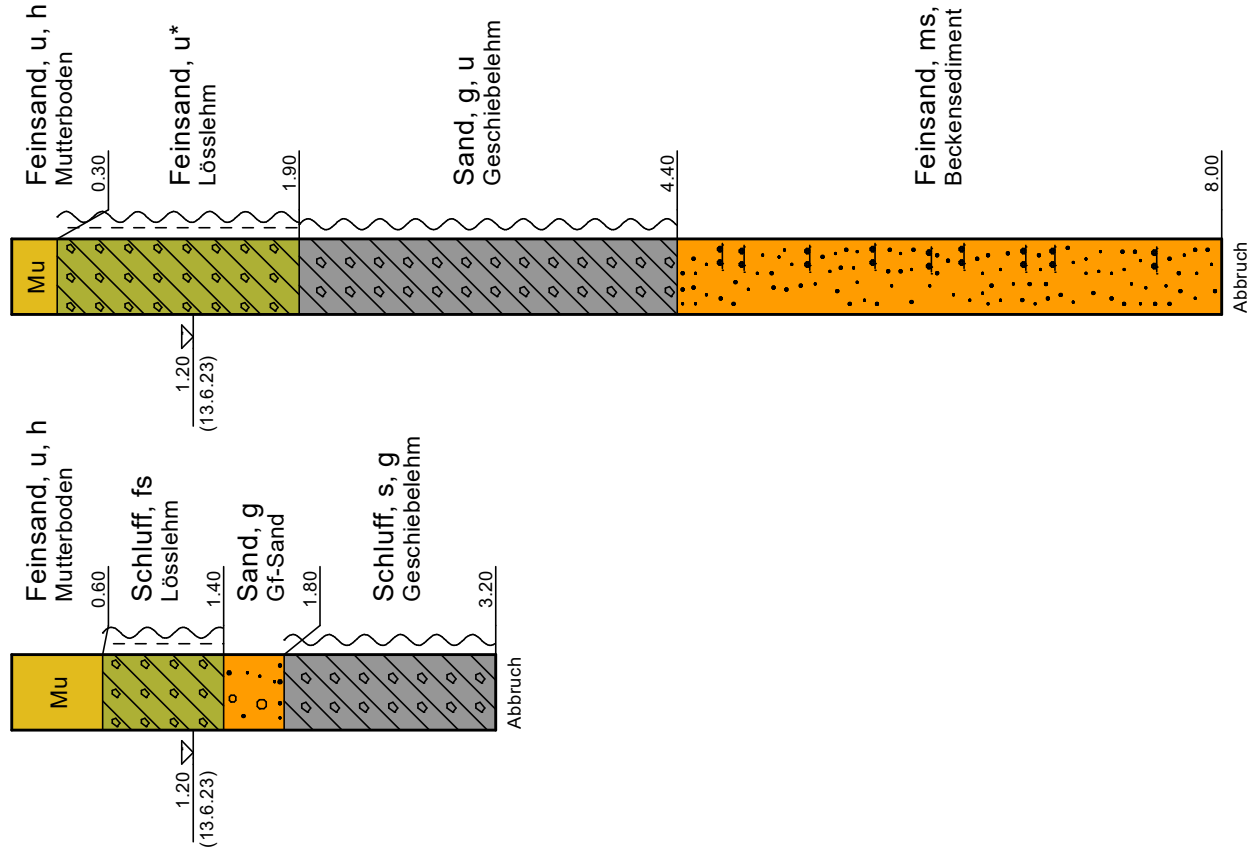 Feinsand, u, h
Mutterboden
0.60
Mu
Schluff, fs
Lösslehm
1.20
(13.6.23)
1.40
Sand, g
Gf-Sand
1.80
Schluff, s, g
Geschiebelehm
3.20
Abbruch
Feinsand, u, h
Mutterboden
0.30
Mu
Feinsand, u*
Lösslehm
1.20
(13.6.23)
1.90
Sand, g, u
Geschiebelehm
4.40
Feinsand, ms,
Beckensediment
8.00
Abbruch